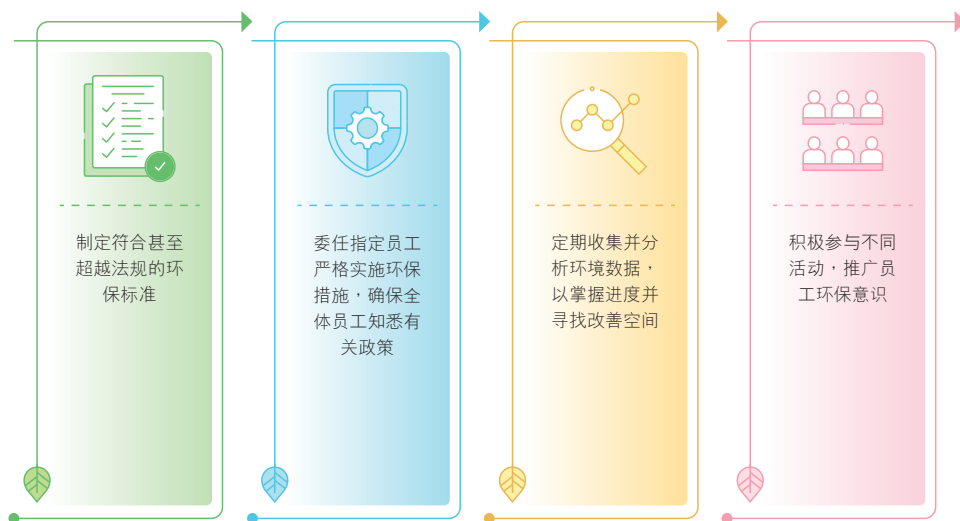 制定符合甚至
超越法规的环
保标准
委任指定员工
严格实施环保
措施，确保全
体员工知悉有
关政策
定期收集并分
析环境数据，
以掌握进度并
寻找改善空间
积极参与不同
活动，推广员
工环保意识